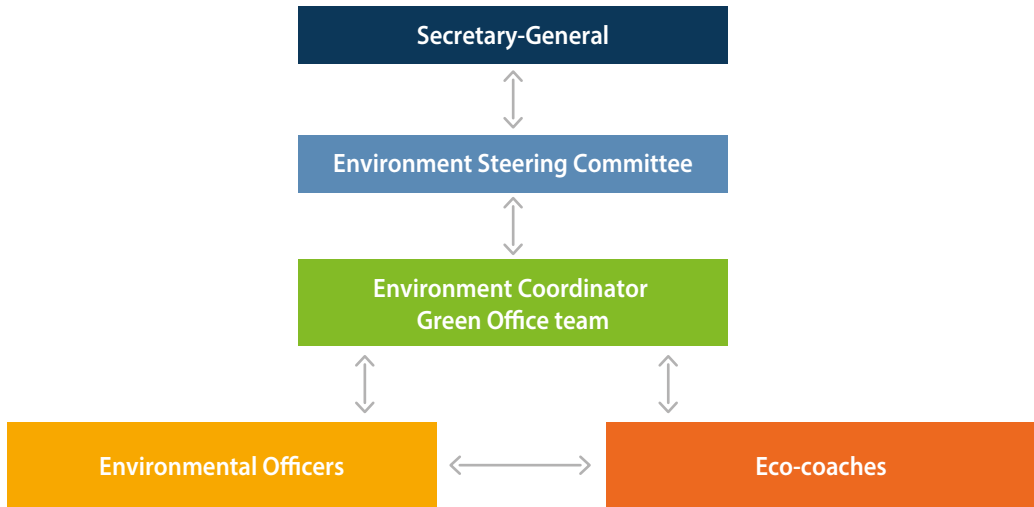 Secretary-General
Environment Steering Committee
Environment Coordinator
Green Office team
Environmental Officers
Eco-coaches